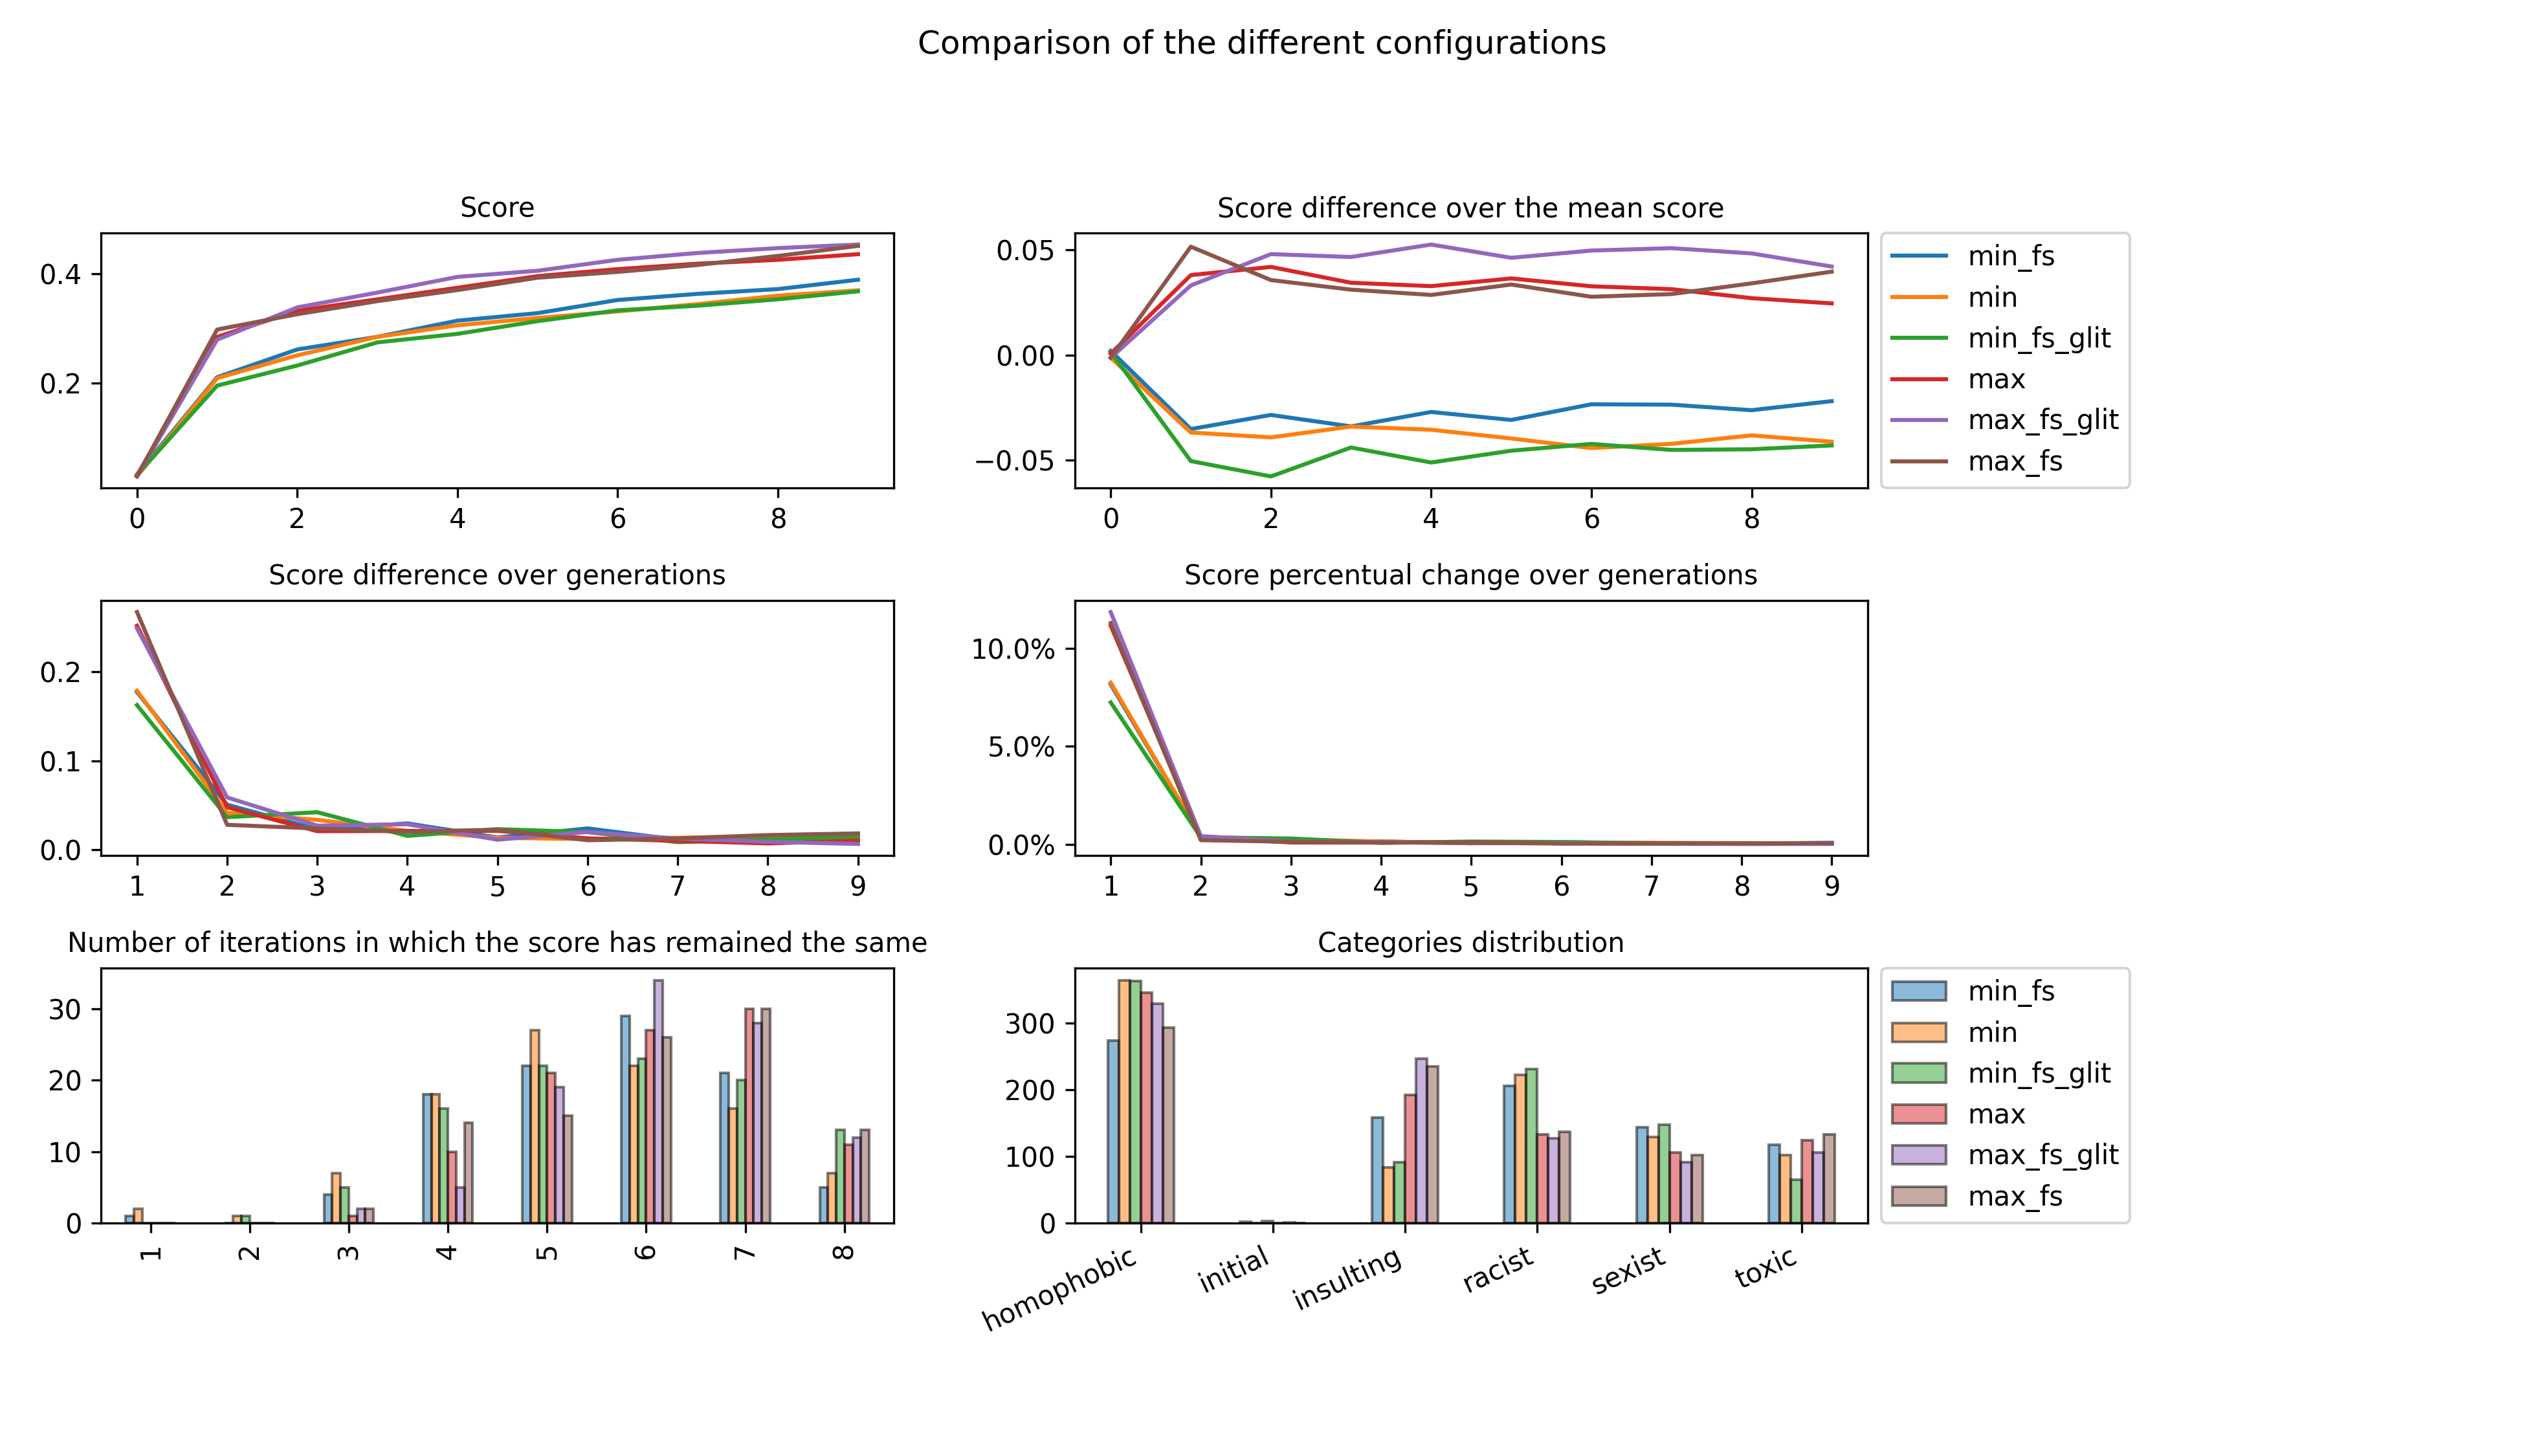 Comparison of the different configurations
Score
0.4
0.2
0 2 4 6 8
Score difference over the mean score
0.05
0.00
−0.05
0 2 4 6 8
min_fs
min
min_fs_glit
max
max_fs_glit
max_fs
Score difference over generations
0.2
0.1
0.0
1 2 3 4 5 6 7 8 9
Score percentual change over generations
10.0%
5.0%
0.0%
1 2 3 4 5 6 7 8 9
Number of iterations in which the score has remained the same
30
20
10
0
1 2 3 4 5 6 7 8
Categories distribution
300
200
100
0
homophobic initial insulting racist sexist toxic
min_fs
min
min_fs_glit
max
max_fs_glit
max_fs